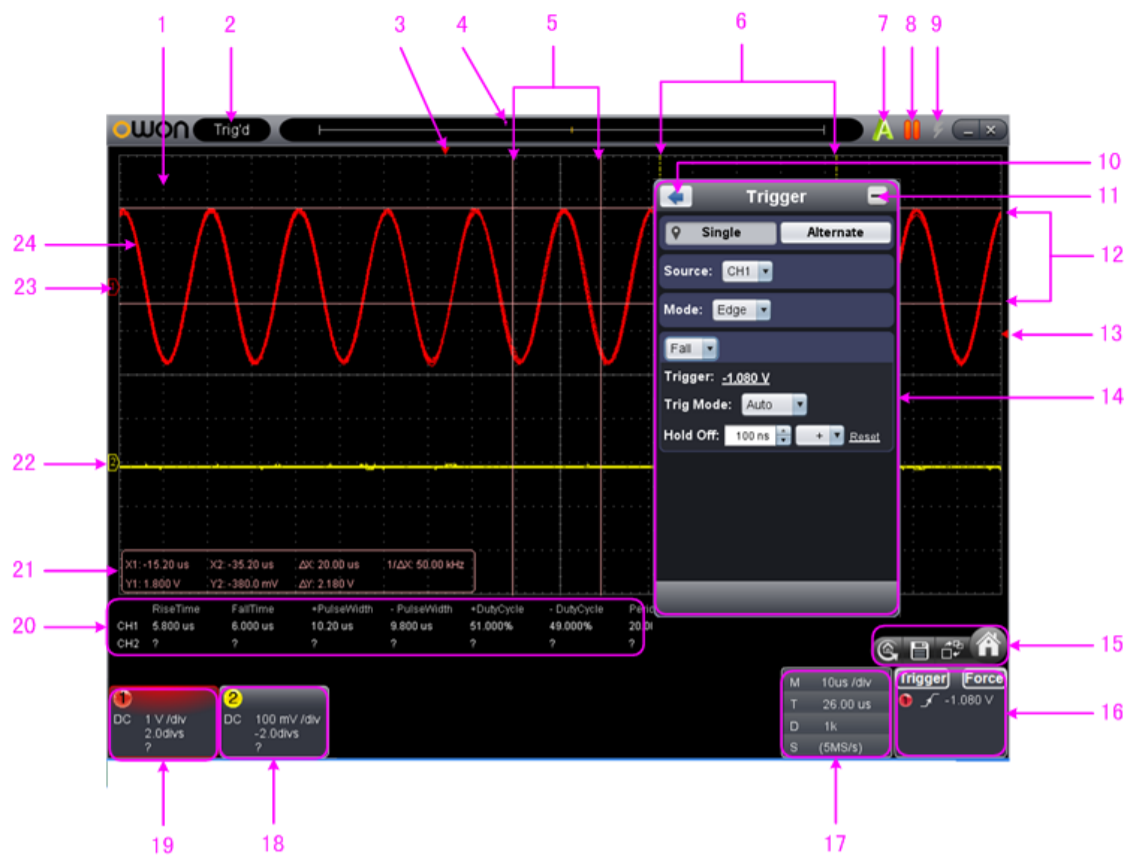 1 2 3 4 5 6 7 8 9
OWON Trig'd A
10
Trigger
11
Single Alternate
12
24
Source: CH1
23
Mode: Edge
13
Fall
Trigger: -1.080 V
14
Trig Mode: Auto
Hold Off: 100 ns + Reset
22 2
21
X1:-15.20 us X2:-35.20 us ΔX: 20.00 us 1/ΔX: 50.00 kHz
Y1: 1.800 V Y2:-380.0 mV ΔY: 2.180 V
20
RiseTime FallTime +PulseWidth - PulseWidth +DutyCycle - DutyCycle
CH1 5.800 us 6.000 us 10.20 us 9.800 us 51.000% 49.000%
CH2 ? ? ? ? ? ? ?
15
1
DC 1 V /div
2.0divs
?
2
DC 100 mV /div
-2.0divs
?
M 10us /div
T 26.00 us
D 1k
S (5MS/s)
Trigger Force
1 -1.080 V
16
19 18 17